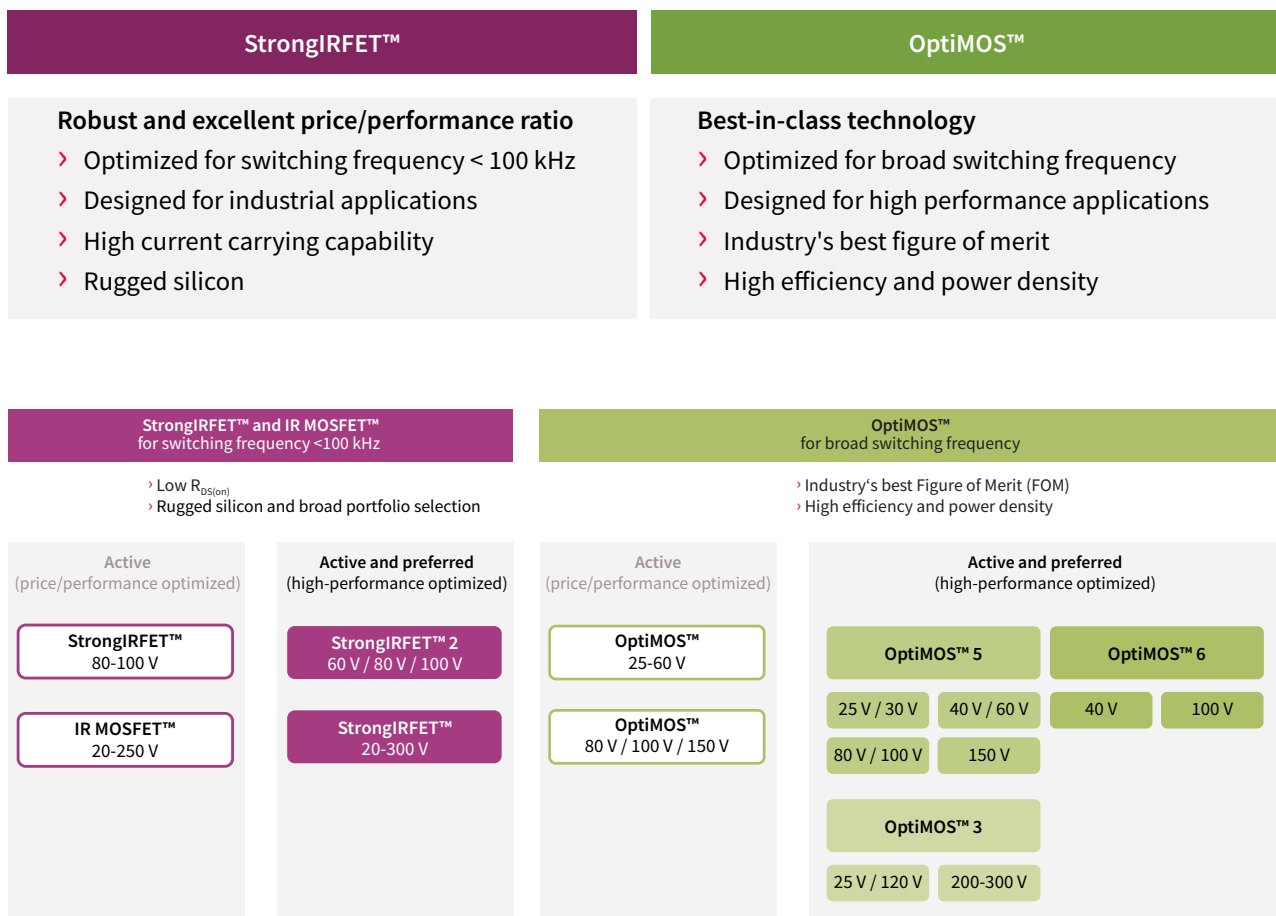 StrongIRFET™
OptiMOS™
Robust and excellent price/performance ratio
› Optimized for switching frequency < 100 kHz
› Designed for industrial applications
› High current carrying capability
› Rugged silicon
Best-in-class technology
› Optimized for broad switching frequency
› Designed for high performance applications
› Industry's best figure of merit
› High efficiency and power density
StrongIRFET™ and IR MOSFET™
for switching frequency <100 kHz
› Low RDS(on)
› Rugged silicon and broad portfolio selection
OptiMOS™
for broad switching frequency
› Industry‘s best Figure of Merit (FOM)
› High efficiency and power density
Active
(price/performance optimized)
StrongIRFET™
80-100 V
IR MOSFET™
20-250 V
Active and preferred
(high-performance optimized)
StrongIRFET™ 2
60 V / 80 V / 100 V
StrongIRFET™
20-300 V
Active
(price/performance optimized)
OptiMOS™
25-60 V
OptiMOS™
80 V / 100 V / 150 V
Active and preferred
(high-performance optimized)
OptiMOS™ 5
25 V / 30 V
40 V / 60 V
80 V / 100 V
150 V
OptiMOS™ 6
40 V
100 V
OptiMOS™ 3
25 V / 120 V
200-300 V